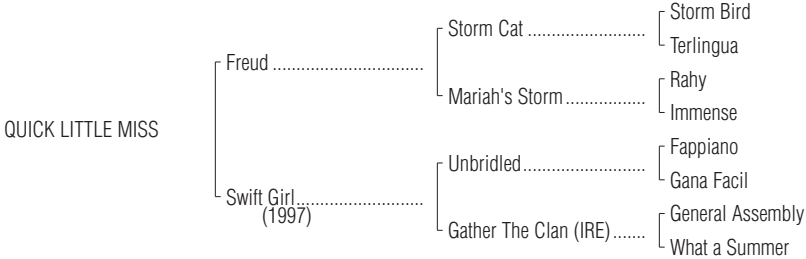 Storm Bird
Storm Cat ........................
Terlingua
Freud ...............................
Rahy
Mariah's Storm ................
Immense
QUICK LITTLE MISS
Fappiano
Unbridled.........................
Gana Facil
Swift Girl..........................
(1997)
General Assembly
Gather The Clan (IRE) .......
What a Summer